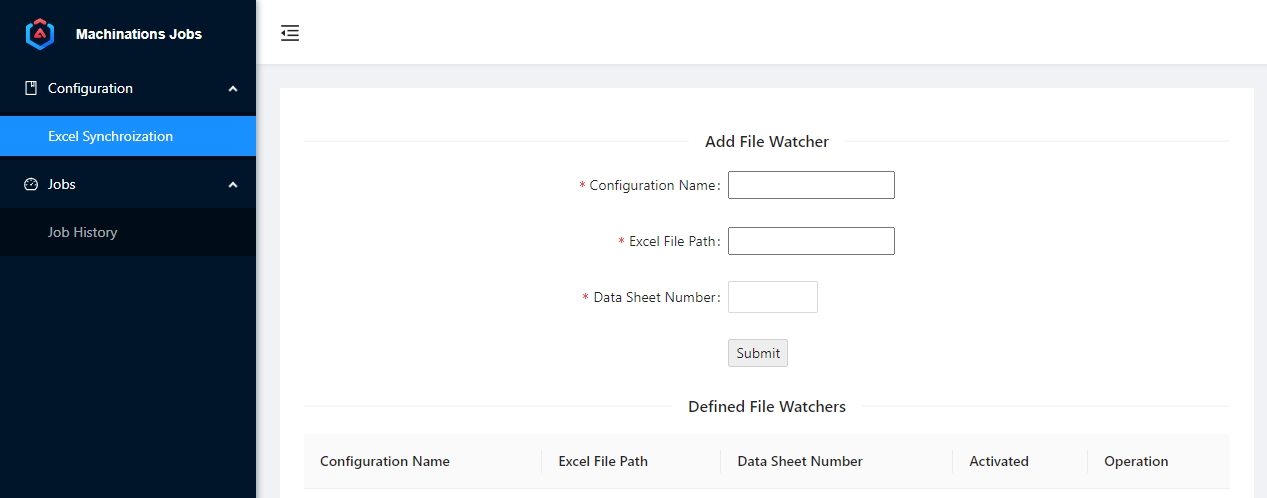 Machinations Jobs
Configuration
Excel Synchroization
Jobs
Job History
Add File Watcher
* Configuration Name:
* Excel File Path:
* Data Sheet Number:
Submit
Defined File Watchers
Configuration Name Excel File Path Data Sheet Number Activated Operation